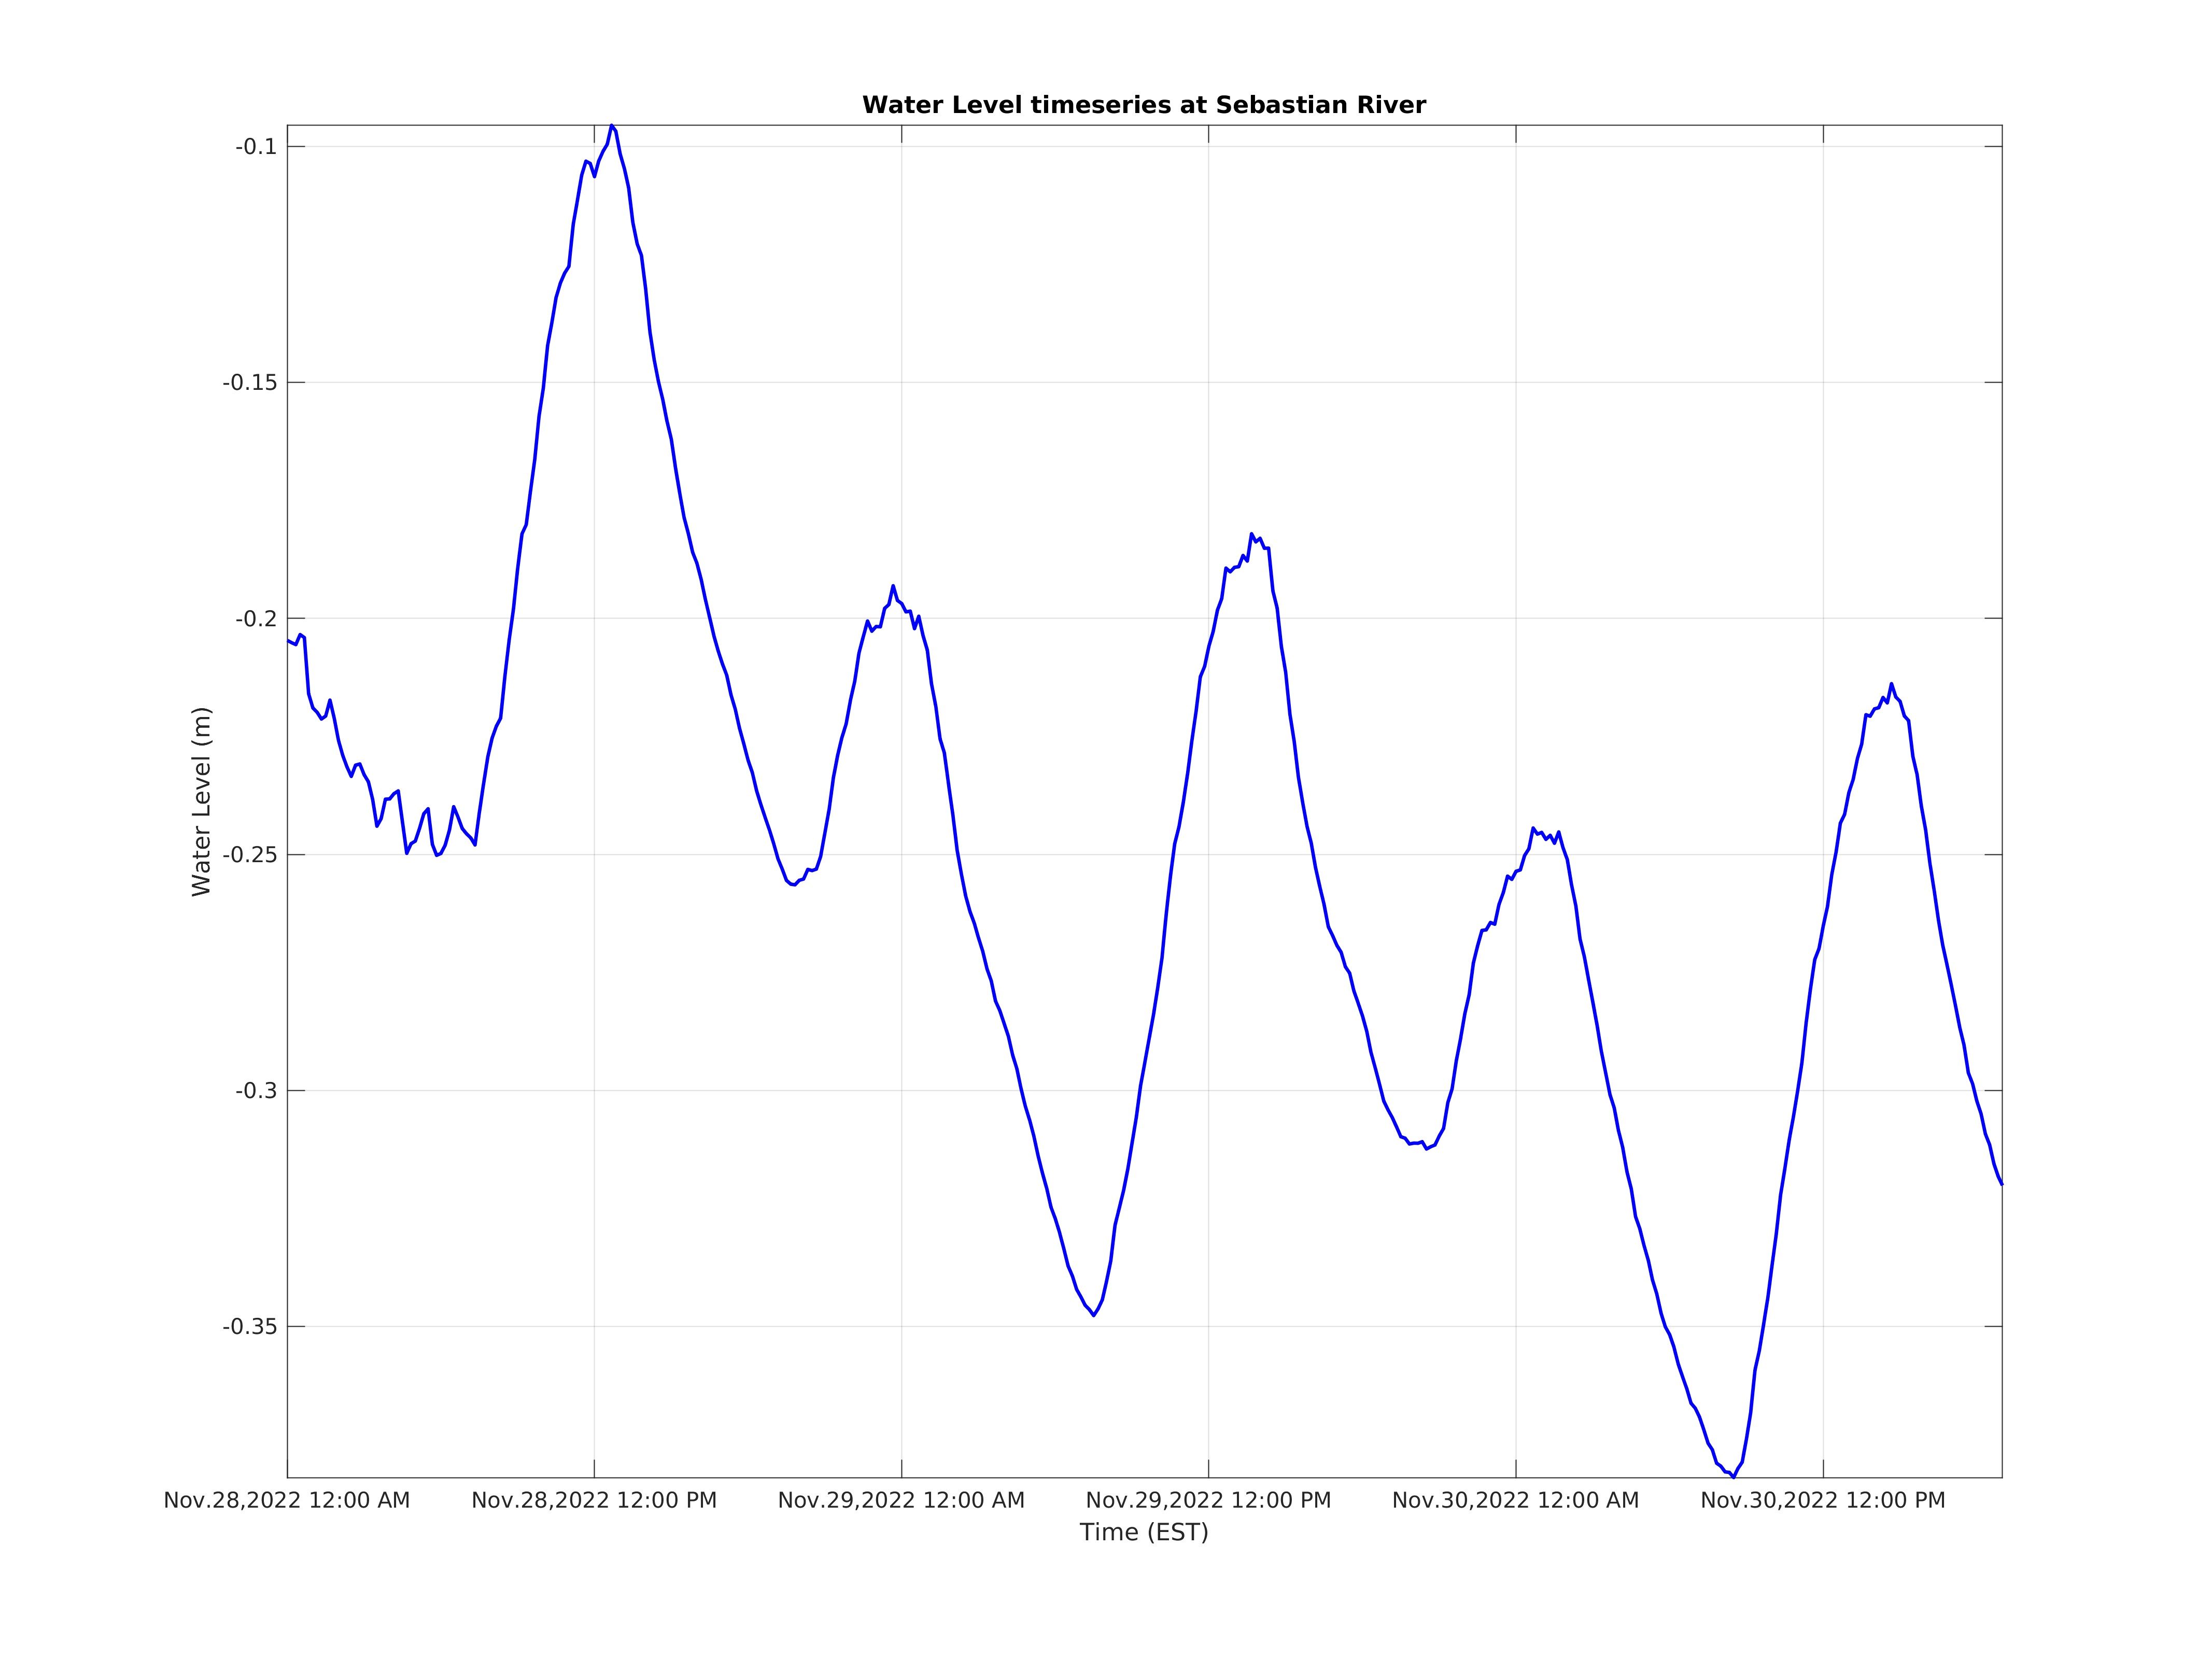 Water Level timeseries at Sebastian River
-0.1
-0.15
-0.2
-0.25
-0.3
-0.35
Water Level (m)
Nov.28,2022 12:00 AM
Nov.28,2022 12:00 PM
Nov.29,2022 12:00 AM
Nov.29,2022 12:00 PM
Nov.30,2022 12:00 AM
Nov.30,2022 12:00 PM
Time (EST)